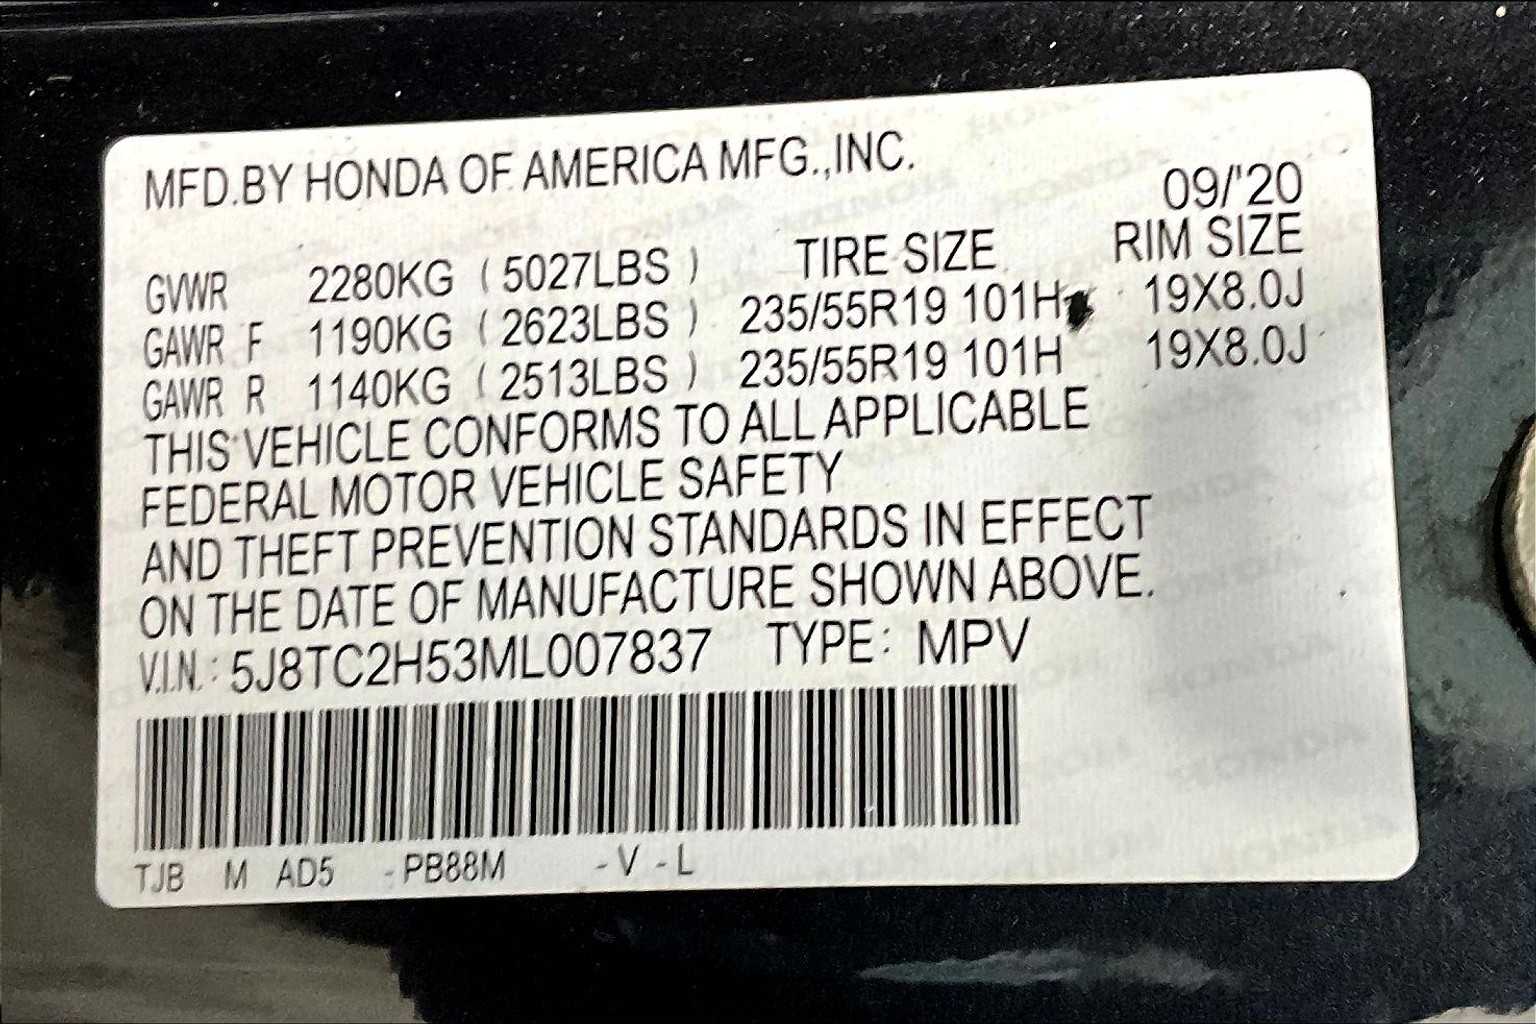 MFD.BY HONDA OF AMERICA MFG.,INC.
09/'20
GVWR 2280KG ( 5027LBS ) TIRE SIZE RIM SIZE
GAWR F 1190KG ( 2623LBS ) 235/55R19 101H 19X8.0J
GAWR R 1140KG ( 2513LBS ) 235/55R19 101H 19X8.0J
THIS VEHICLE CONFORMS TO ALL APPLICABLE
FEDERAL MOTOR VEHICLE SAFETY
AND THEFT PREVENTION STANDARDS IN EFFECT
ON THE DATE OF MANUFACTURE SHOWN ABOVE.
V.I.N.: 5J8TC2H53ML007837 TYPE: MPV
TJB M AD5 -PB88M -V -L